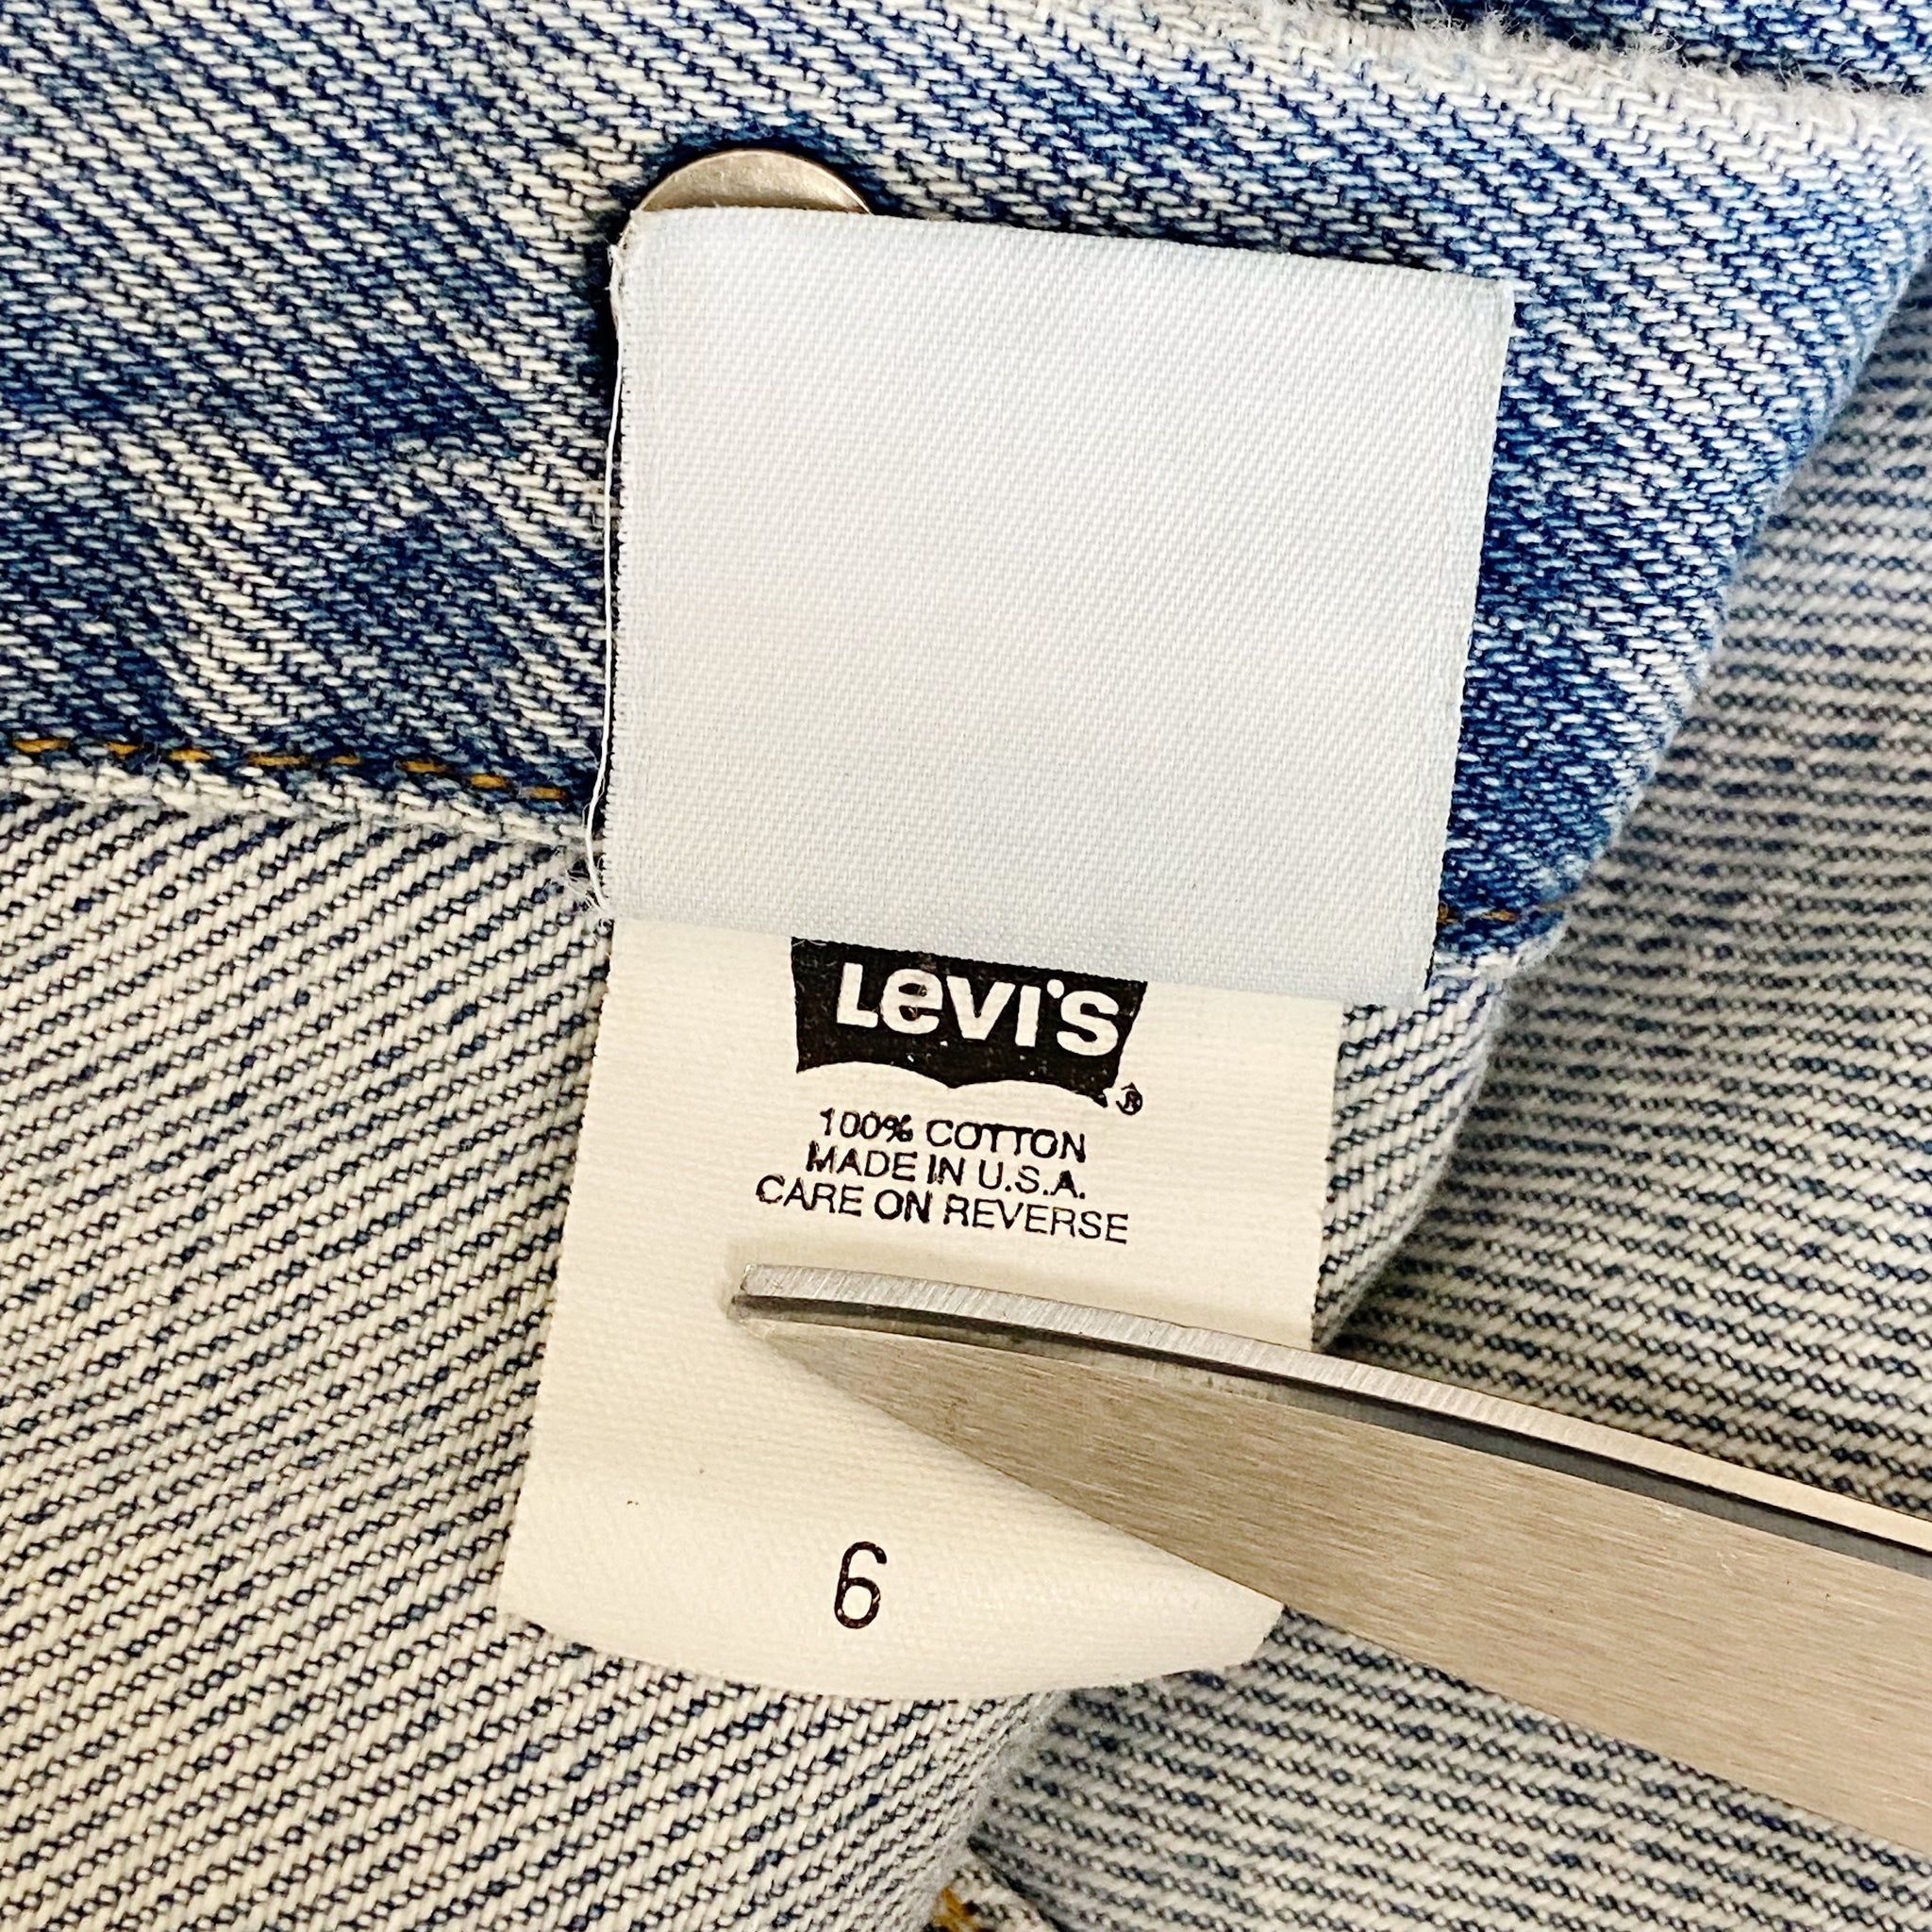 Levi's
®
100% COTTON
MADE IN U.S.A.
CARE ON REVERSE
6